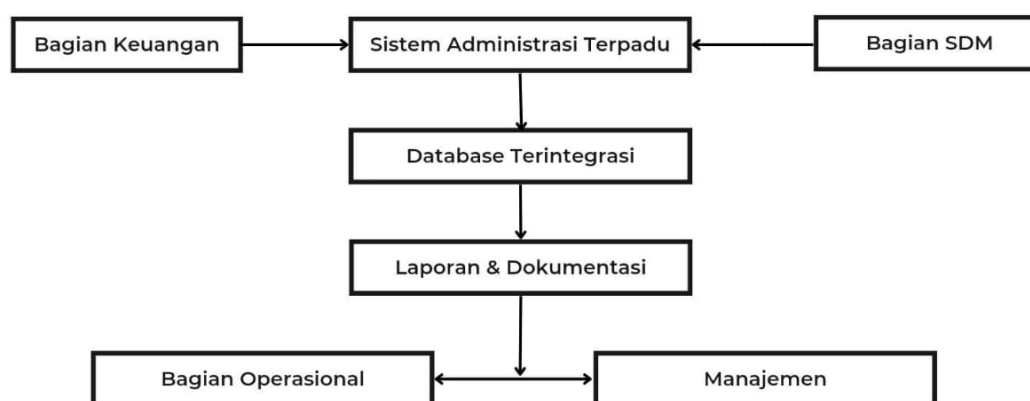 Bagian Keuangan
Sistem Administrasi Terpadu
Bagian SDM
Database Terintegrasi
Laporan & Dokumentasi
Bagian Operasional
Manajemen